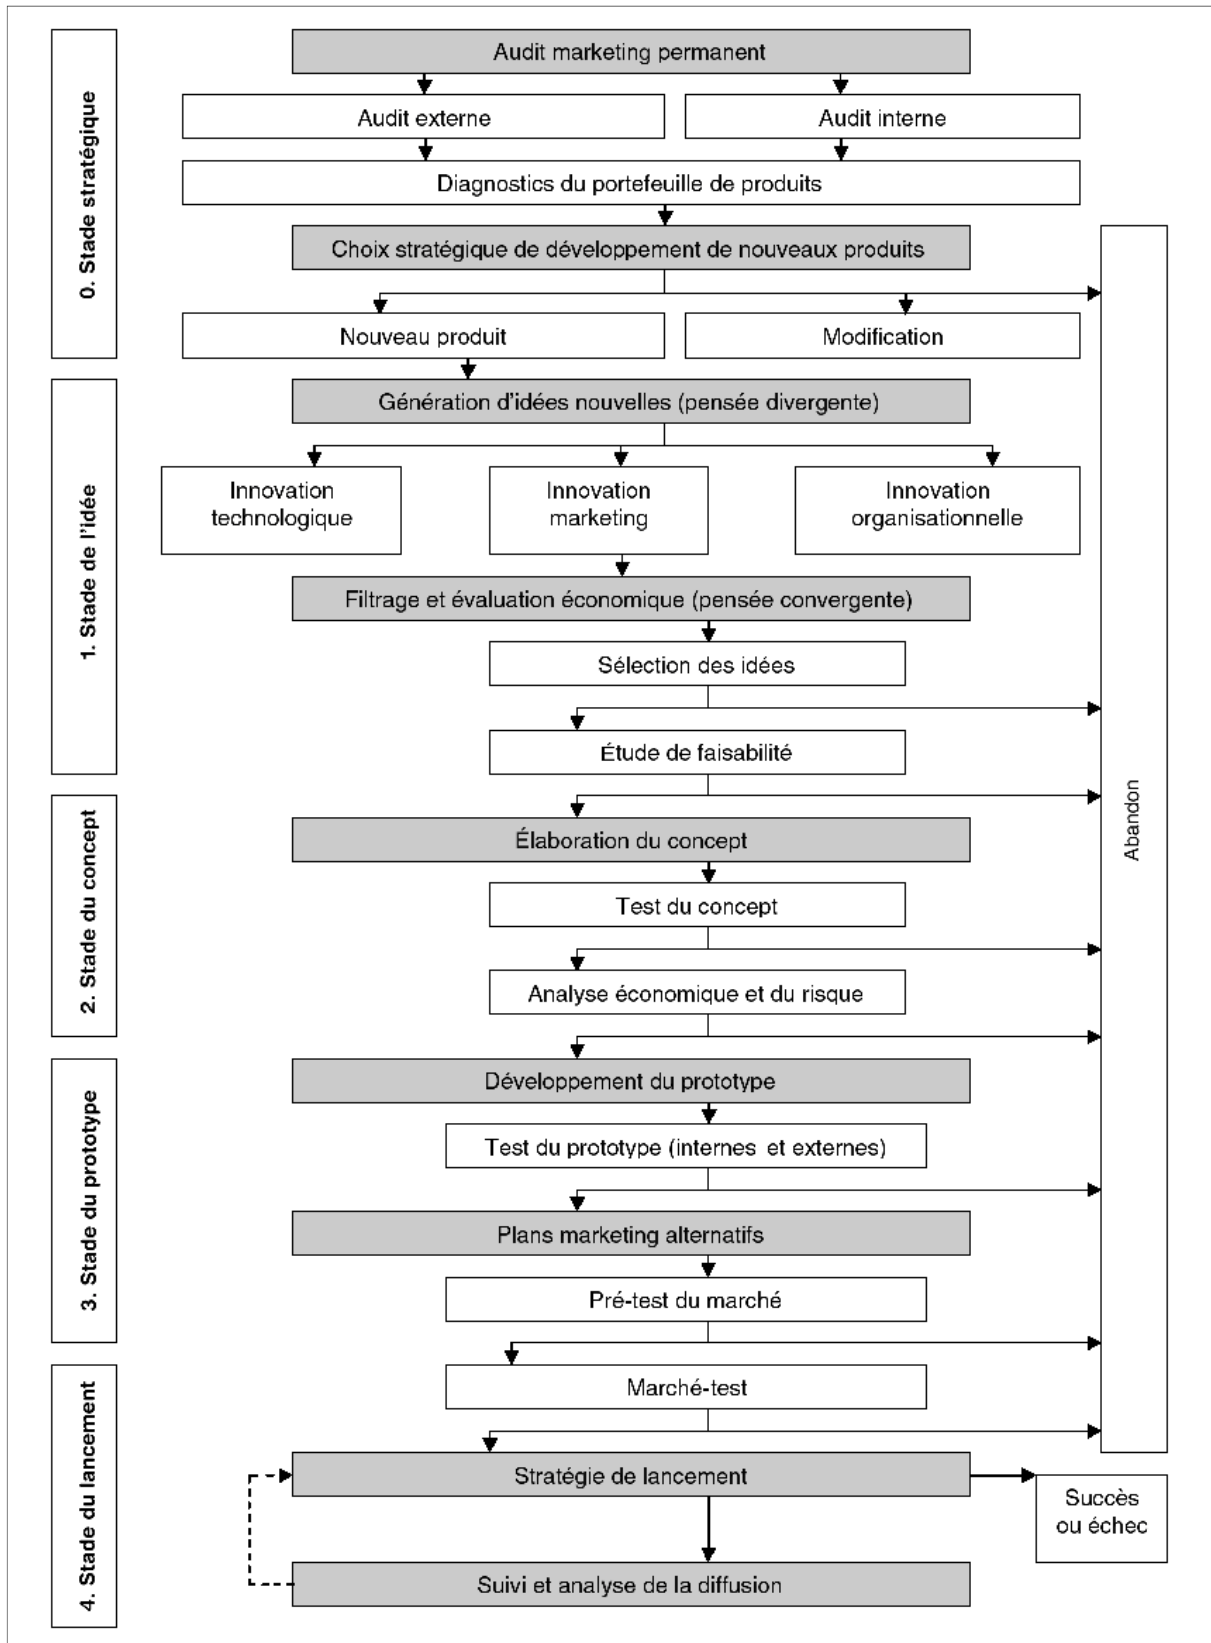 0. Stade stratégique
Audit marketing permanent
Audit externe
Audit interne
Diagnostics du portefeuille de produits
Choix stratégique de développement de nouveaux produits
Nouveau produit
Modification
1. Stade de l'idée
Génération d'idées nouvelles (pensée divergente)
Innovation
technologique
Innovation
marketing
Innovation
organisationnelle
Filtrage et évaluation économique (pensée convergente)
Sélection des idées
Étude de faisabilité
Abandon
2. Stade du concept
Élaboration du concept
Test du concept
Analyse économique et du risque
3. Stade du prototype
Développement du prototype
Test du prototype (internes et externes)
Plans marketing alternatifs
Pré-test du marché
4. Stade du lancement
Marché-test
Stratégie de lancement
Succès
ou échec
Suivi et analyse de la diffusion